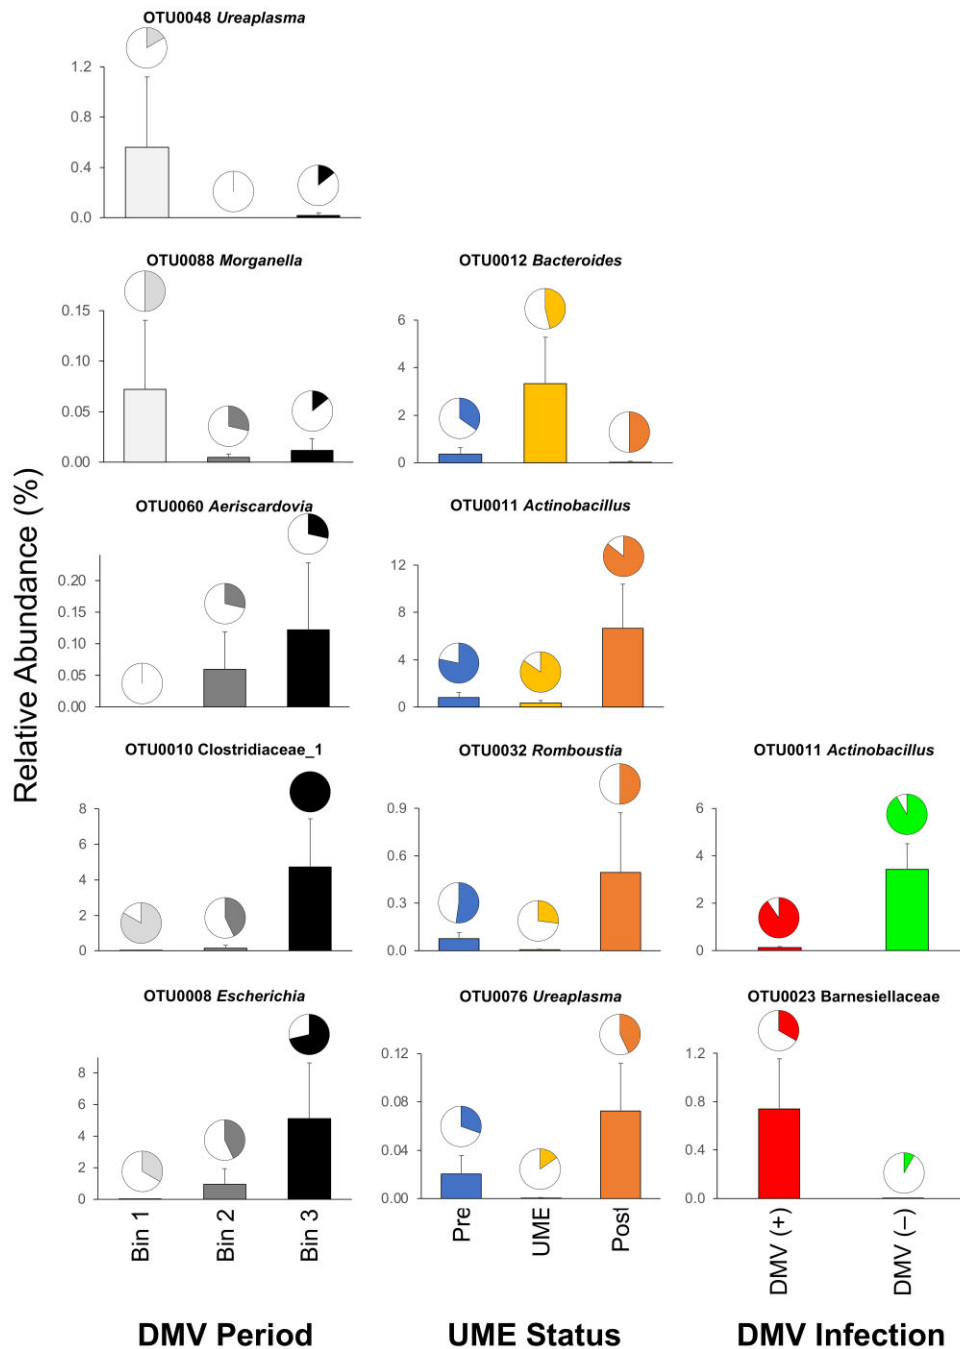 OTU0048 Ureaplasma
1.2
0.8
0.4
0.0
OTU0088 Morganella
0.15
0.10
0.05
0.00
OTU0012 Bacteroides
6
4
2
0
Relative Abundance (%)
OTU0060 Aeriscardovia
0.20
0.15
0.10
0.05
0.00
OTU0011 Actinobacillus
12
8
4
0
OTU0010 Clostridiaceae_1
8
6
4
2
0
OTU0032 Romboustia
0.9
0.6
0.3
0.0
OTU0011 Actinobacillus
6
4
2
0
OTU0008 Escherichia
8
6
4
2
0
OTU0076 Ureaplasma
0.12
0.08
0.04
0.00
OTU0023 Barnesiellaceae
1.2
0.8
0.4
0.0
Bin 1
Bin 2
Bin 3
Pre
UME
Post
DMV (+)
DMV (–)
DMV Period
UME Status
DMV Infection